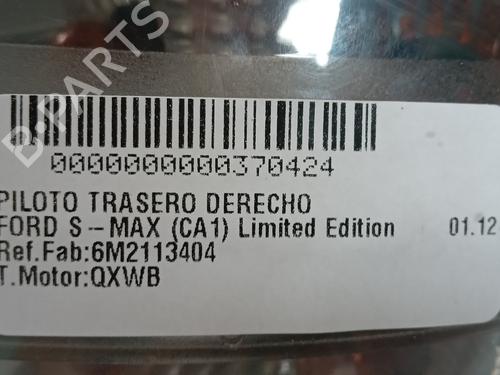 B-PARTS
0000000000370424
PILOTO TRASERO DERECHO
FORD S-MAX (CA1) Limited Edition 01.12
Ref.Fab:6M2113404
T.Motor:QXWB